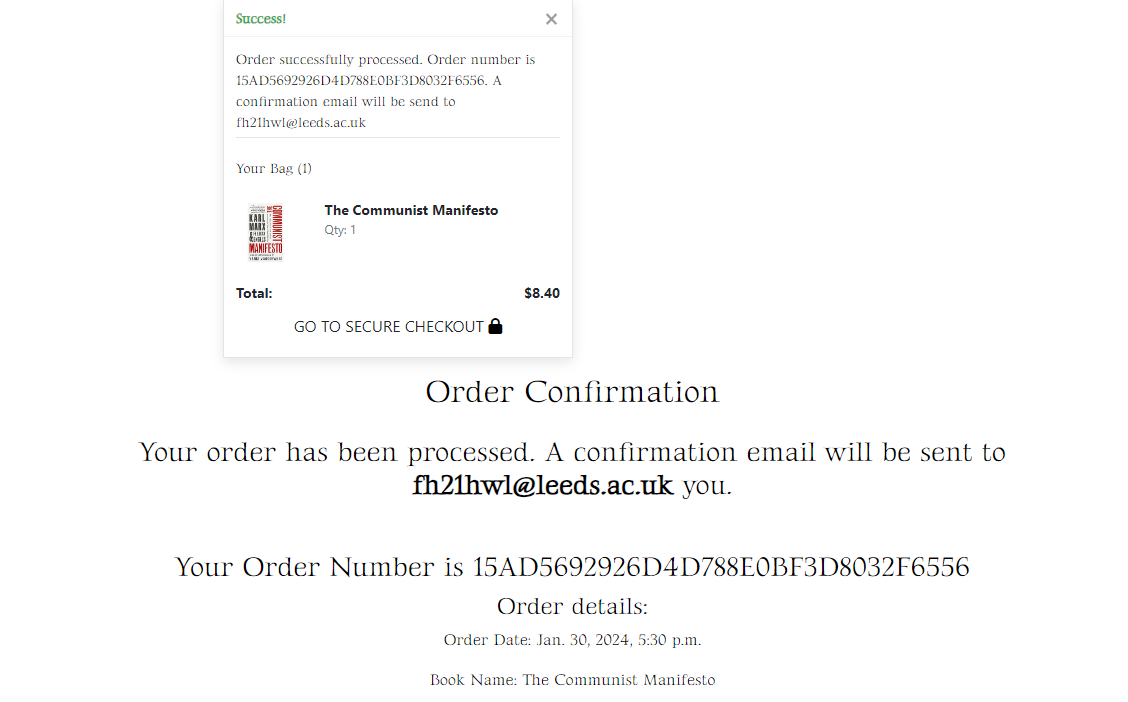 Success!
Order successfully processed. Order number is
15AD5692926D4D788E0BF3D8032F6556. A
confirmation email will be send to
fh21hwl@leeds.ac.uk
Your Bag (1)
KARL
MARX
COMMUNIST
MANIFESTO
The Communist Manifesto
Qty: 1
Total: $8.40
GO TO SECURE CHECKOUT
Order Confirmation
Your order has been processed. A confirmation email will be sent to
fh21hwl@leeds.ac.uk you.
Your Order Number is 15AD5692926D4D788E0BF3D8032F6556
Order details:
Order Date: Jan. 30, 2024, 5:30 p.m.
Book Name: The Communist Manifesto